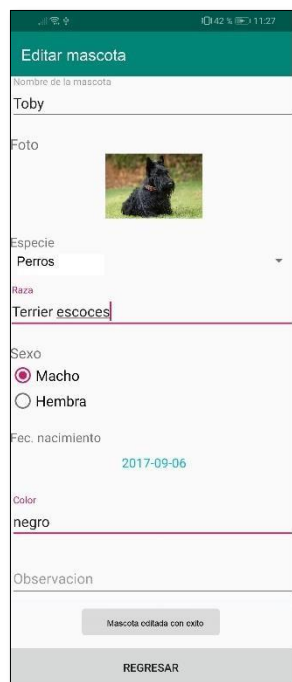 42 % 11:27
Editar mascota
Nombre de la mascota
Toby
Foto
Especie
Perros
Raza
Terrier escoces
Sexo
Macho
Hembra
Fec. nacimiento
2017-09-06
Color
negro
Observacion
Mascota editada con exito
REGRESAR